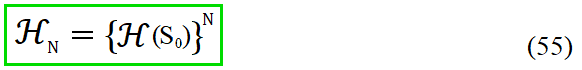 ℋ_N = {ℋ(S₀)}^N (55)